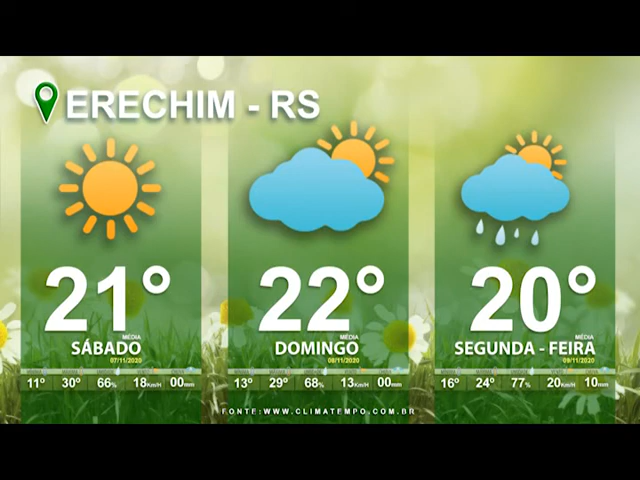 ERECHIM - RS
21°
MÉDIA
SÁBADO
07/11/2020
11° 30° 66% 18KM/H 00mm
22°
MÉDIA
DOMINGO
08/11/2020
13° 29° 68% 13KM/H 00mm
20°
MÉDIA
SEGUNDA - FEIRA
09/11/2020
16° 24° 77% 20KM/H 10mm
FONTE: WWW.CLIMATEMPO.COM.BR